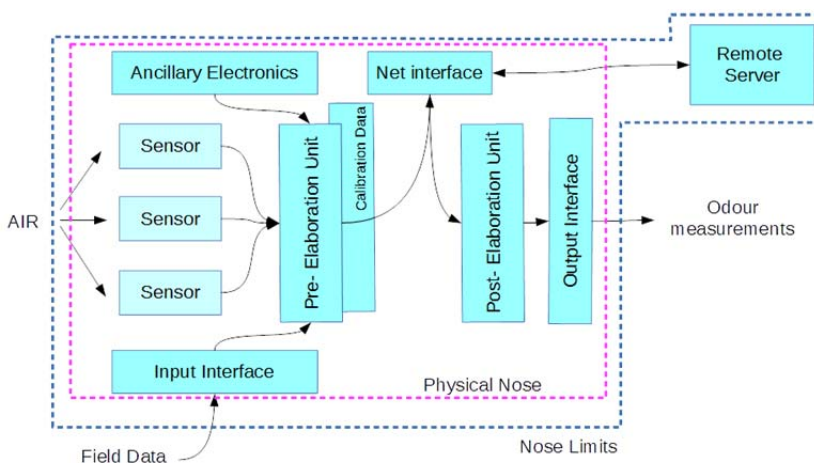 Ancillary Electronics
Net interface
Remote
Server
Sensor
Sensor
Sensor
AIR
Pre- Elaboration Unit
Calibration Data
Post- Elaboration Unit
Output Interface
Odour
measurements
Input Interface
Physical Nose
Nose Limits
Field Data